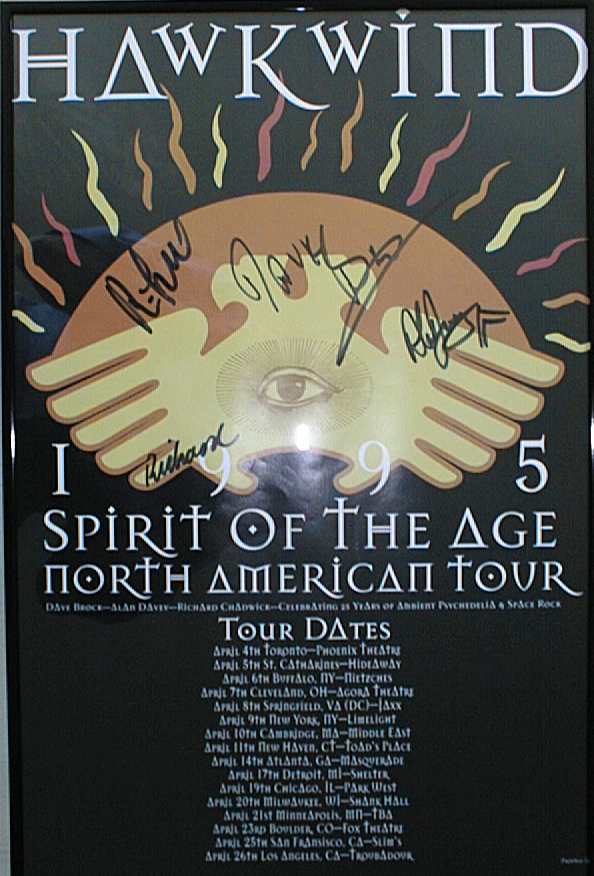 HAWKWIND
Richard
1995
SPIRIT OF THE AGE
NORTH AMERICAN TOUR
DAVE BROCK—ALAN DAVEY—RICHARD CHADWICK—CELEBRATING 25 YEARS OF AMBIENT PSYCHEDELIA & SPACE ROCK
TOUR DATES
APRIL 4TH TORONTO—PHOENIX THEATRE
APRIL 5TH ST. CATHARINES—HIDEAWAY
APRIL 6TH BUFFALO, NY—NIETZCHES
APRIL 7TH CLEVELAND, OH—AGORA THEATRE
APRIL 8TH SPRINGFIELD, VA (DC)—JAXX
APRIL 9TH NEW YORK, NY—LIMELIGHT
APRIL 10TH CAMBRIDGE, MA—MIDDLE EAST
APRIL 11TH NEW HAVEN, CT—TOAD'S PLACE
APRIL 14TH ATLANTA, GA—MASQUERADE
APRIL 17TH DETROIT, MI—SHELTER
APRIL 19TH CHICAGO, IL—PARK WEST
APRIL 20TH MILWAUKEE, WI—SHANK HALL
APRIL 21ST MINNEAPOLIS, MN—TBA
APRIL 23RD BOULDER, CO—FOX THEATRE
APRIL 25TH SAN FRANSISCO, CA—SLIM'S
APRIL 26TH LOS ANGELES, CA—TROUBADOUR